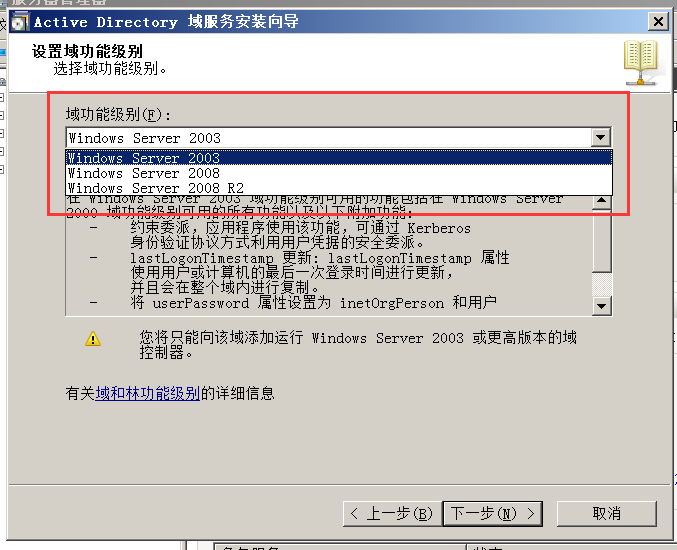 服务器管理器
Active Directory 域服务安装向导
设置域功能级别
选择域功能级别。
域功能级别(F):
Windows Server 2003
Windows Server 2003
Windows Server 2008
Windows Server 2008 R2
在 Windows Server 2003 域功能级别可用的功能包括在 Windows Server
2000 域功能级别可用的所有功能以及以下附加功能:
- 约束委派，应用程序使用该功能，可通过 Kerberos
身份验证协议方式利用用户凭据的安全委派。
- lastLogonTimestamp 更新: lastLogonTimestamp 属性
使用用户或计算机的最后一次登录时间进行更新，
并且会在整个域内进行复制。
- 将 userPassword 属性设置为 inetOrgPerson 和用户
您将只能向该域添加运行 Windows Server 2003 或更高版本的域
控制器。
有关域和林功能级别的详细信息
< 上一步(B)
下一步(N) >
取消